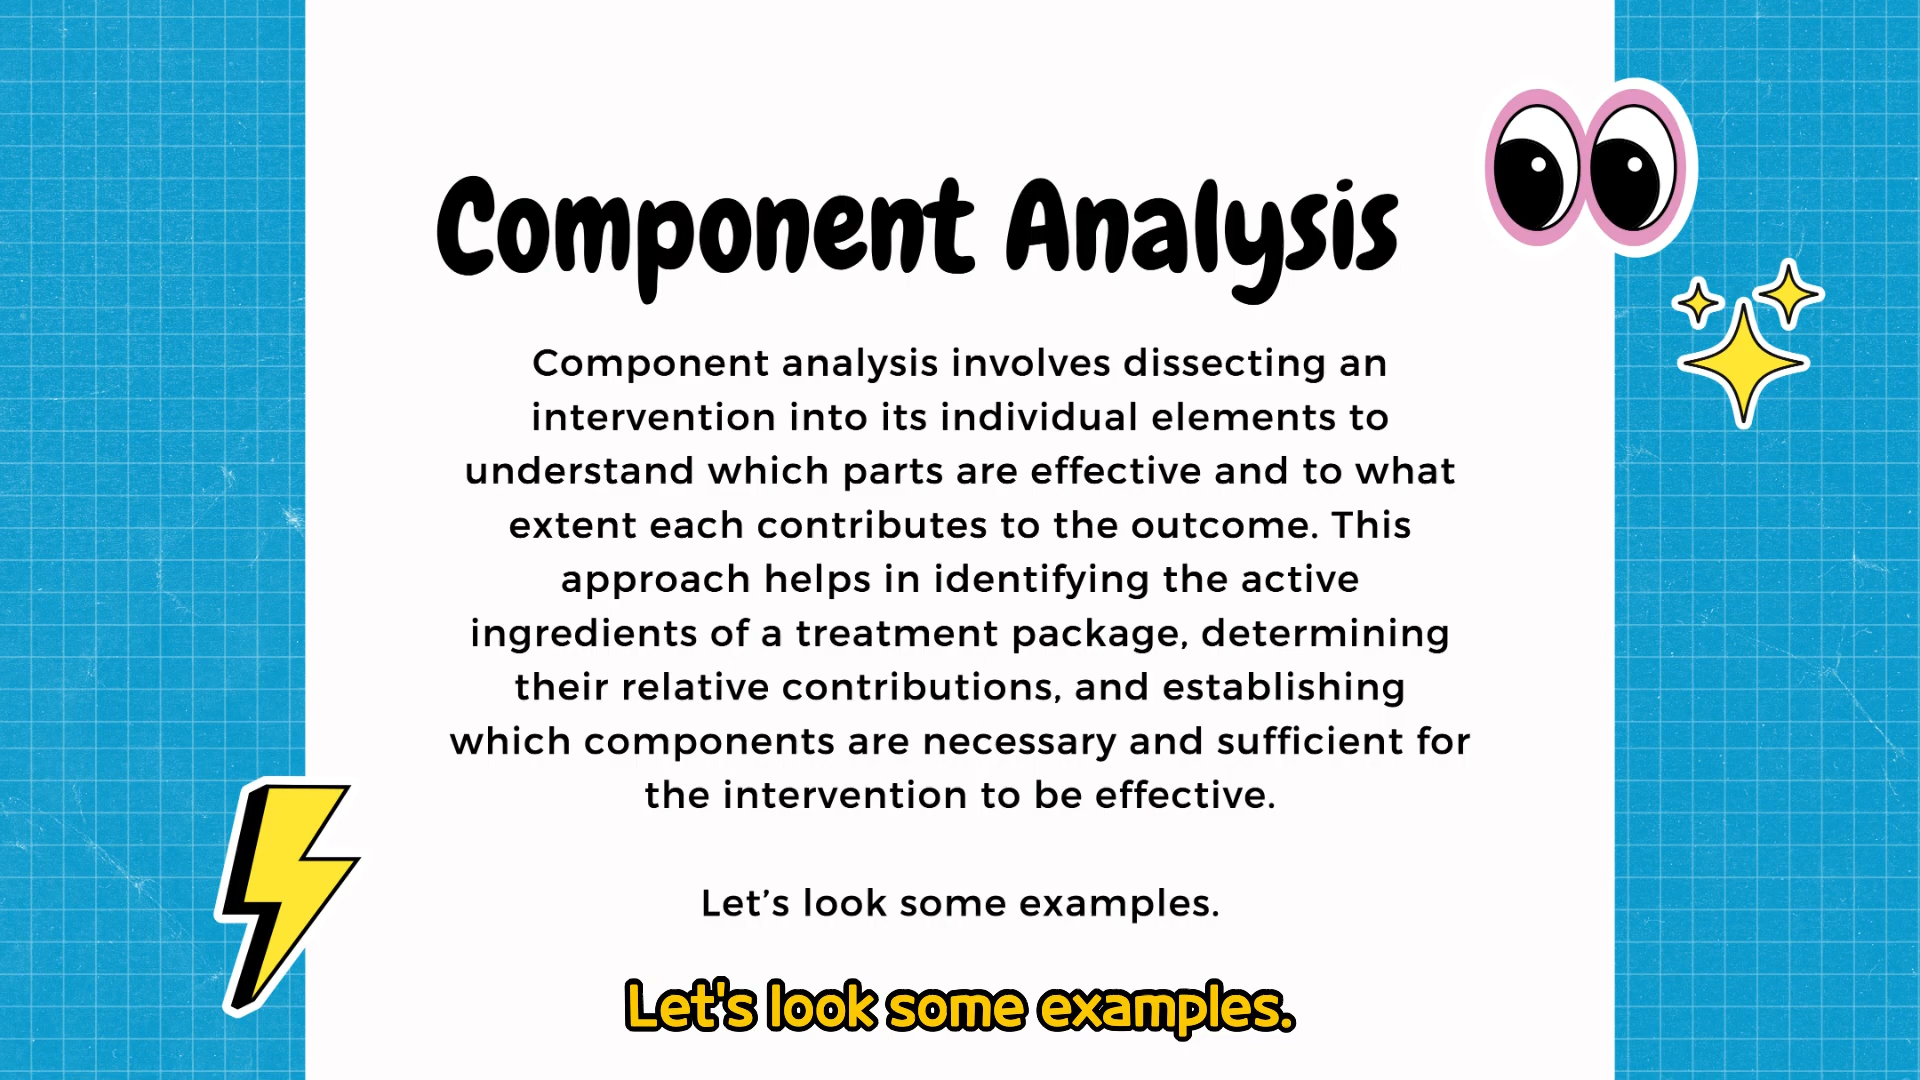 Component Analysis
Component analysis involves dissecting an
intervention into its individual elements to
understand which parts are effective and to what
extent each contributes to the outcome. This
approach helps in identifying the active
ingredients of a treatment package, determining
their relative contributions, and establishing
which components are necessary and sufficient for
the intervention to be effective.
Let’s look some examples.
Let's look some examples.